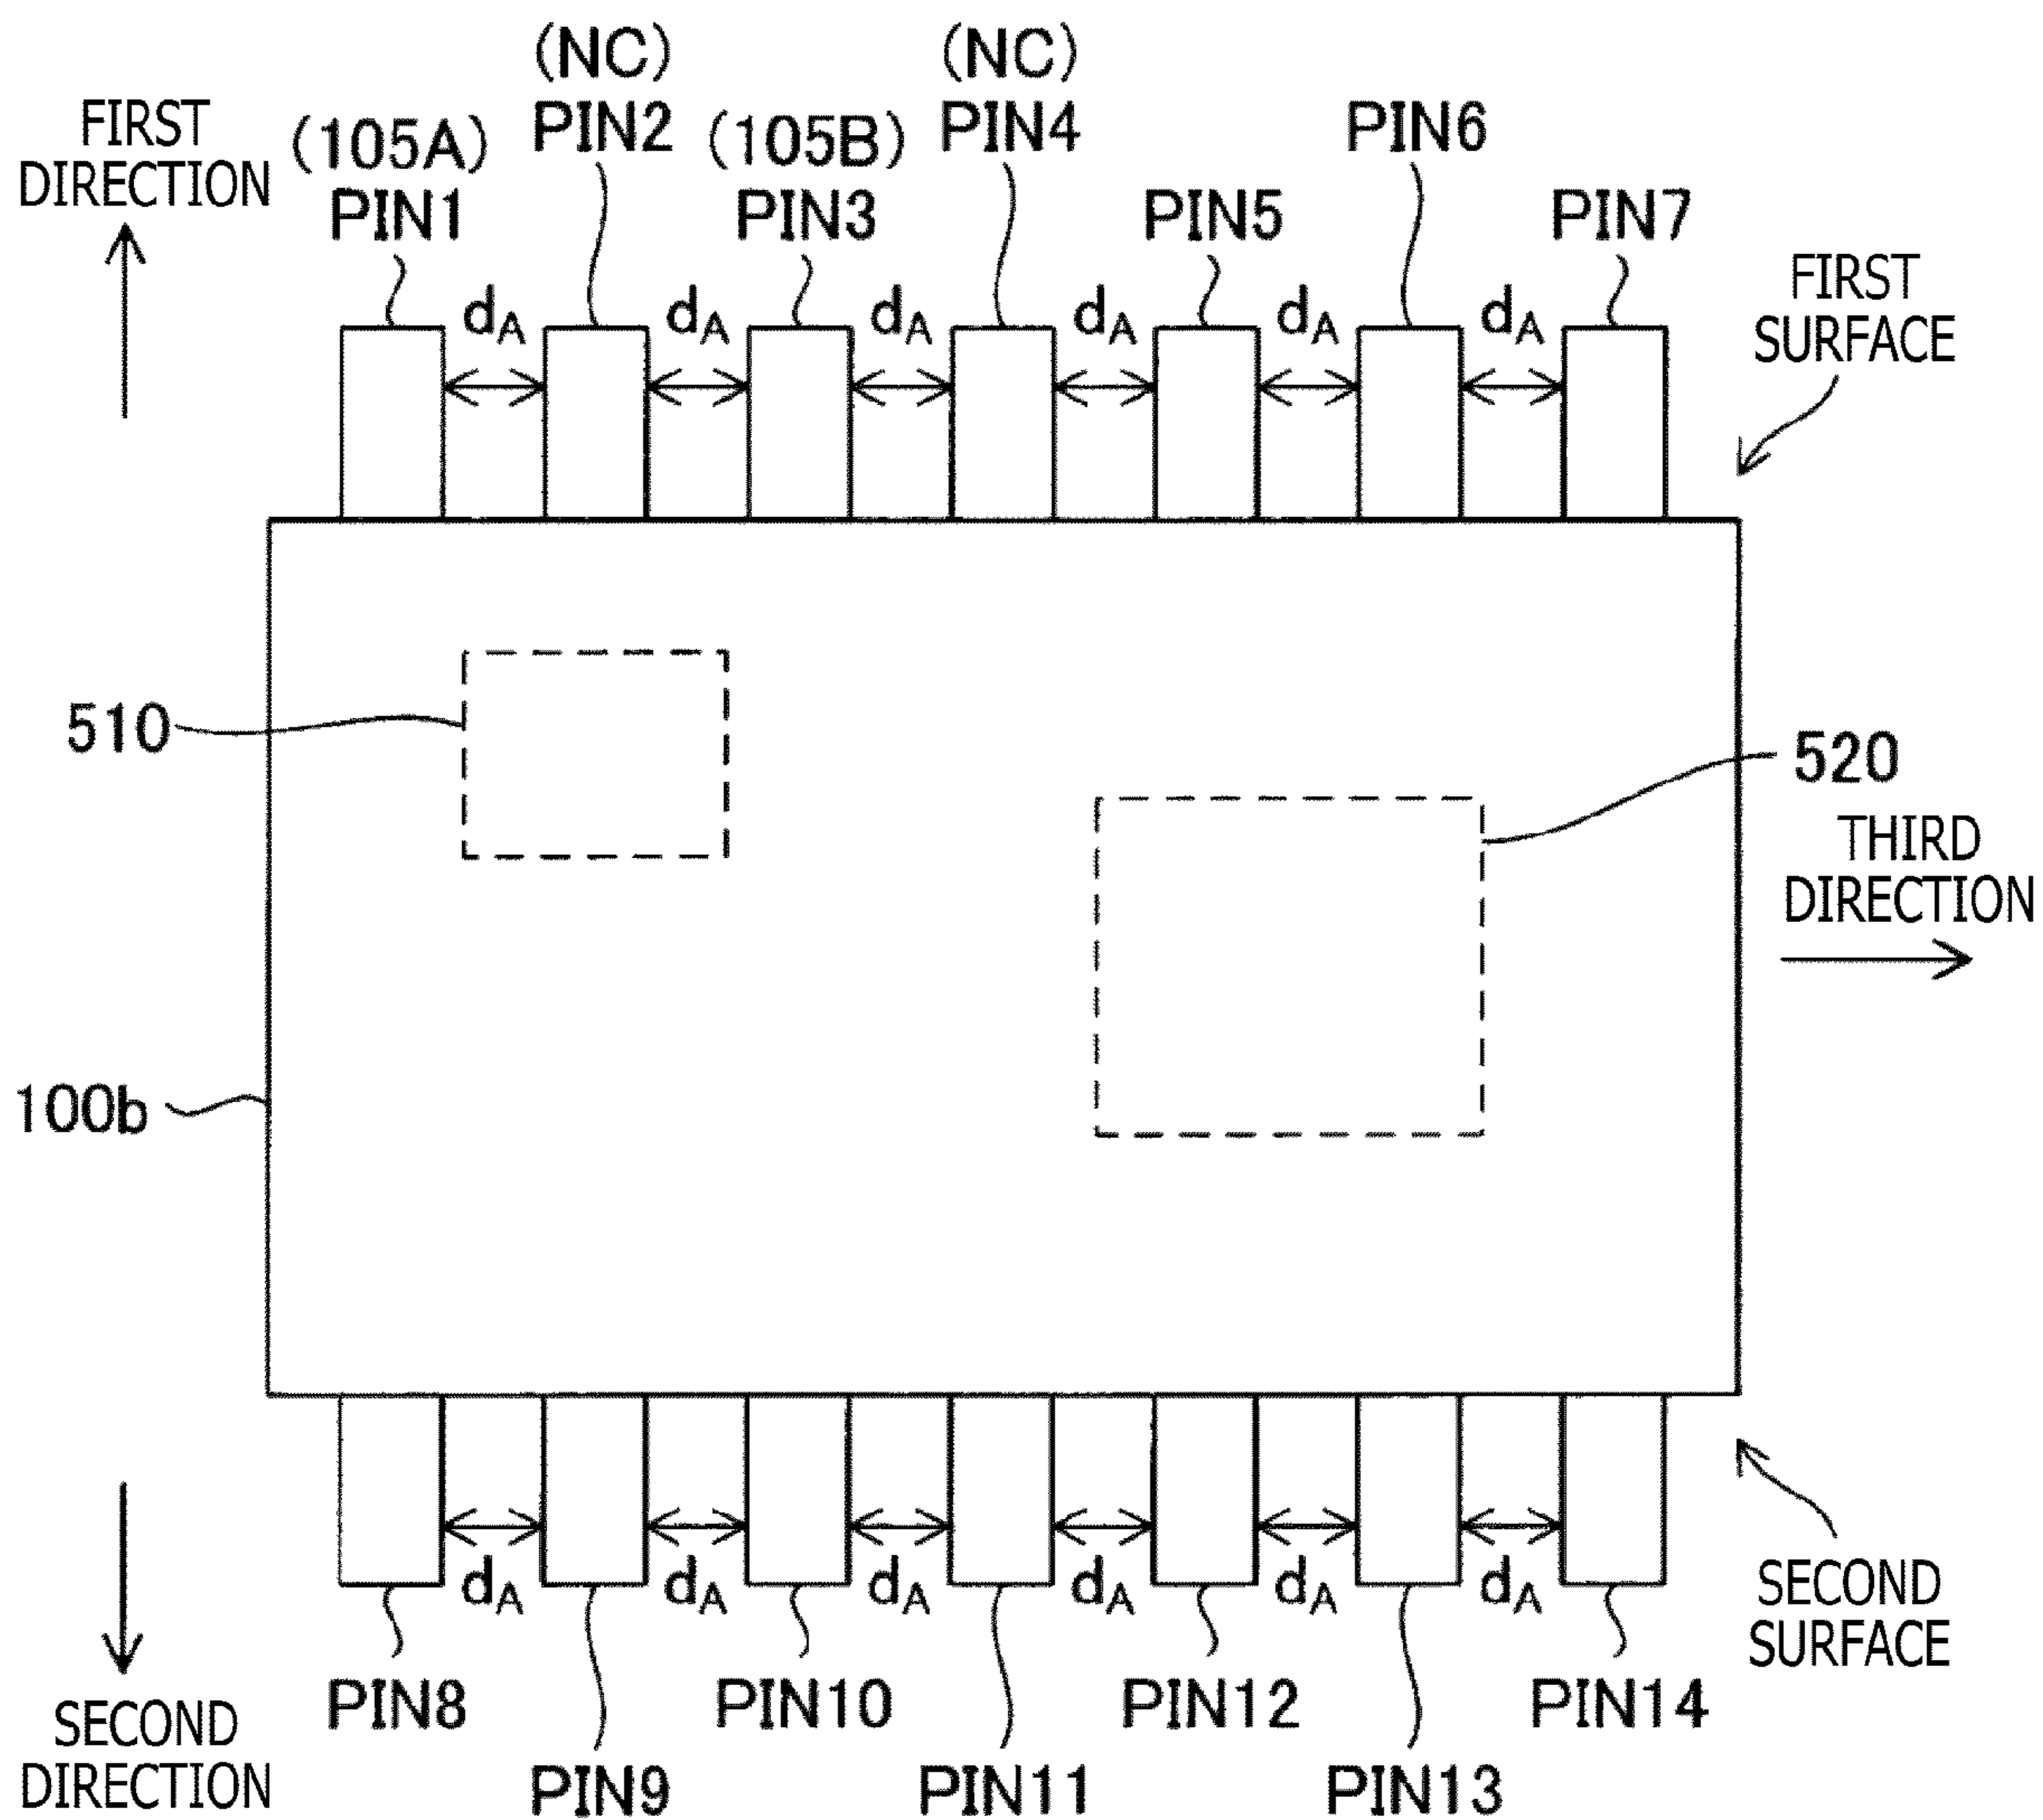 (NC) (NC)
FIRST
DIRECTION
(105A) PIN2 (105B) PIN4 PIN6
PIN1 PIN3 PIN5 PIN7
FIRST
SURFACE
dA dA dA dA dA dA
510
520
THIRD
DIRECTION
100b
dA dA dA dA dA dA
SECOND
SURFACE
PIN8 PIN10 PIN12 PIN14
SECOND
DIRECTION
PIN9 PIN11 PIN13